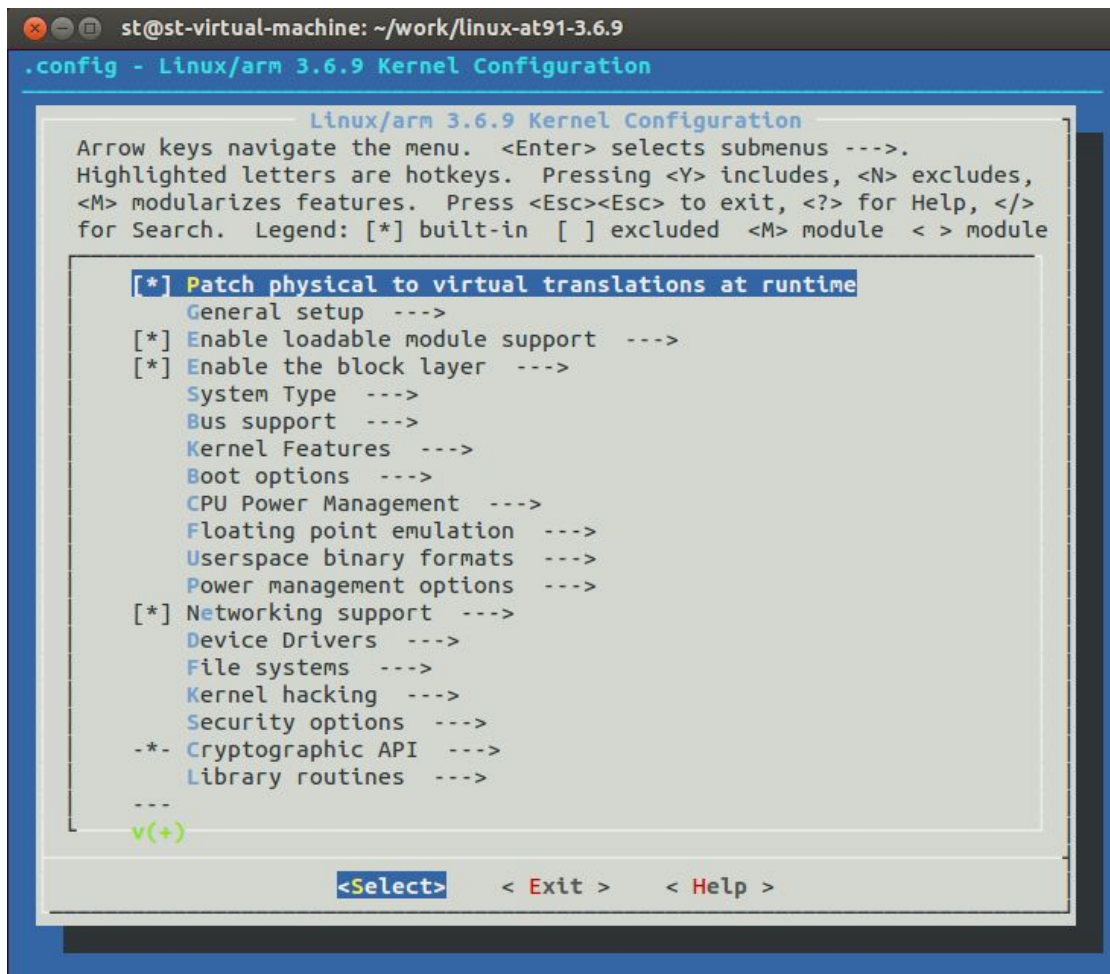 st@st-virtual-machine: ~/work/linux-at91-3.6.9
.config - Linux/arm 3.6.9 Kernel Configuration
Linux/arm 3.6.9 Kernel Configuration
Arrow keys navigate the menu.  <Enter> selects submenus --->.
Highlighted letters are hotkeys.  Pressing <Y> includes, <N> excludes,
<M> modularizes features.  Press <Esc><Esc> to exit, <?> for Help, </>
for Search.  Legend: [*] built-in  [ ] excluded  <M> module  < > module
[*] Patch physical to virtual translations at runtime
General setup  --->
[*] Enable loadable module support  --->
[*] Enable the block layer  --->
System Type  --->
Bus support  --->
Kernel Features  --->
Boot options  --->
CPU Power Management  --->
Floating point emulation  --->
Userspace binary formats  --->
Power management options  --->
[*] Networking support  --->
Device Drivers  --->
File systems  --->
Kernel hacking  --->
Security options  --->
-*- Cryptographic API  --->
Library routines  --->
---
v(+)
<Select>    < Exit >    < Help >